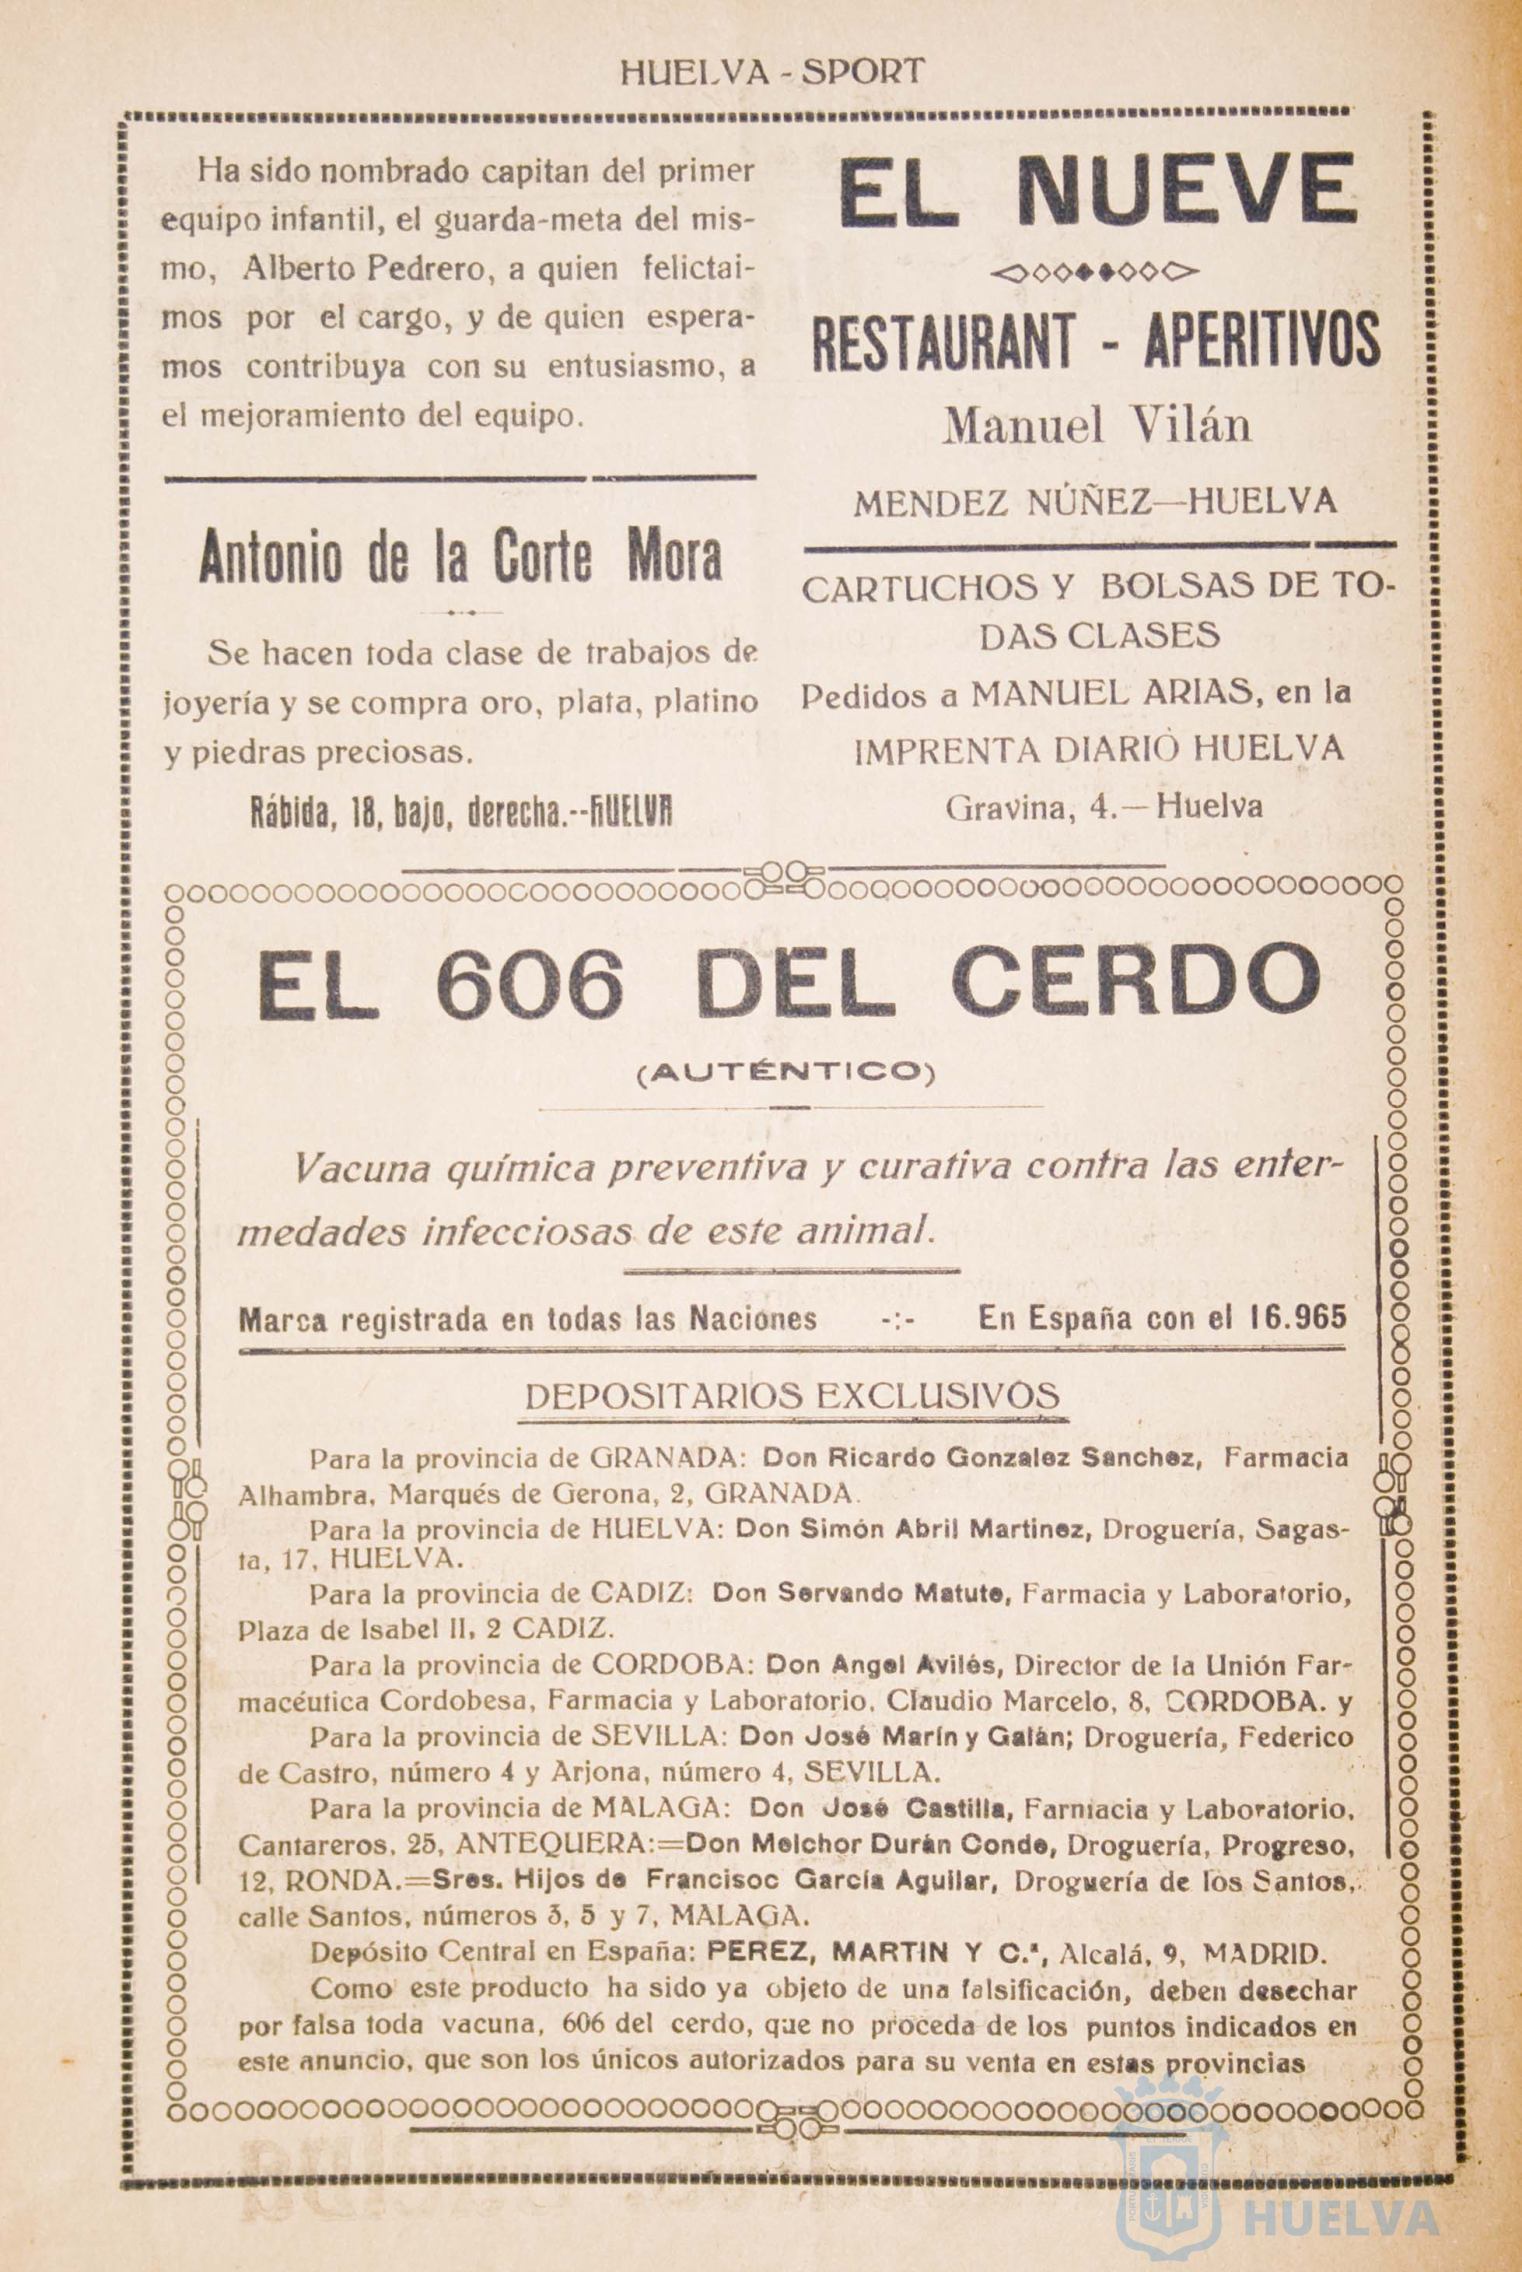 HUELVA - SPORT
Ha sido nombrado capitan del primer
equipo infantil, el guarda-meta del mis-
mo, Alberto Pedrero, a quien felictai-
mos por el cargo, y de quien espera-
mos contribuya con su entusiasmo, a
el mejoramiento del equipo.
Antonio de la Corte Mora
Se hacen toda clase de trabajos de
joyería y se compra oro, plata, platino
y piedras preciosas.
Rábida, 18, bajo, derecha.--HUELVA
EL NUEVE
RESTAURANT - APERITIVOS
Manuel Vilán
MENDEZ NÚÑEZ—HUELVA
CARTUCHOS Y BOLSAS DE TO-
DAS CLASES
Pedidos a MANUEL ARIAS, en la
IMPRENTA DIARIO HUELVA
Gravina, 4.—Huelva
EL 606 DEL CERDO
(AUTÉNTICO)
Vacuna química preventiva y curativa contra las enfer-
medades infecciosas de este animal.
Marca registrada en todas las Naciones -:- En España con el 16.965
DEPOSITARIOS EXCLUSIVOS
Para la provincia de GRANADA: Don Ricardo Gonzalez Sanchez, Farmacia
Alhambra, Marqués de Gerona, 2, GRANADA.
Para la provincia de HUELVA: Don Simón Abril Martinez, Droguería, Sagas-
ta, 17, HUELVA.
Para la provincia de CADIZ: Don Servando Matute, Farmacia y Laboratorio,
Plaza de Isabel II, 2 CADIZ.
Para la provincia de CORDOBA: Don Angel Avilés, Director de la Unión Far-
macéutica Cordobesa, Farmacia y Laboratorio, Claudio Marcelo, 8, CORDOBA. y
Para la provincia de SEVILLA: Don José Marín y Galán; Droguería, Federico
de Castro, número 4 y Arjona, número 4, SEVILLA.
Para la provincia de MALAGA: Don José Castilla, Farmacia y Laboratorio,
Cantareros, 25, ANTEQUERA:=Don Melchor Durán Conde, Droguería, Progreso,
12, RONDA.=Sres. Hijos de Francisoc García Aguilar, Droguería de los Santos,
calle Santos, números 3, 5 y 7, MALAGA.
Depósito Central en España: PEREZ, MARTIN Y C.ª, Alcalá, 9, MADRID.
Como este producto ha sido ya objeto de una falsificación, deben desechar
por falsa toda vacuna, 606 del cerdo, que no proceda de los puntos indicados en
este anuncio, que son los únicos autorizados para su venta en estas provincias
HUELVA